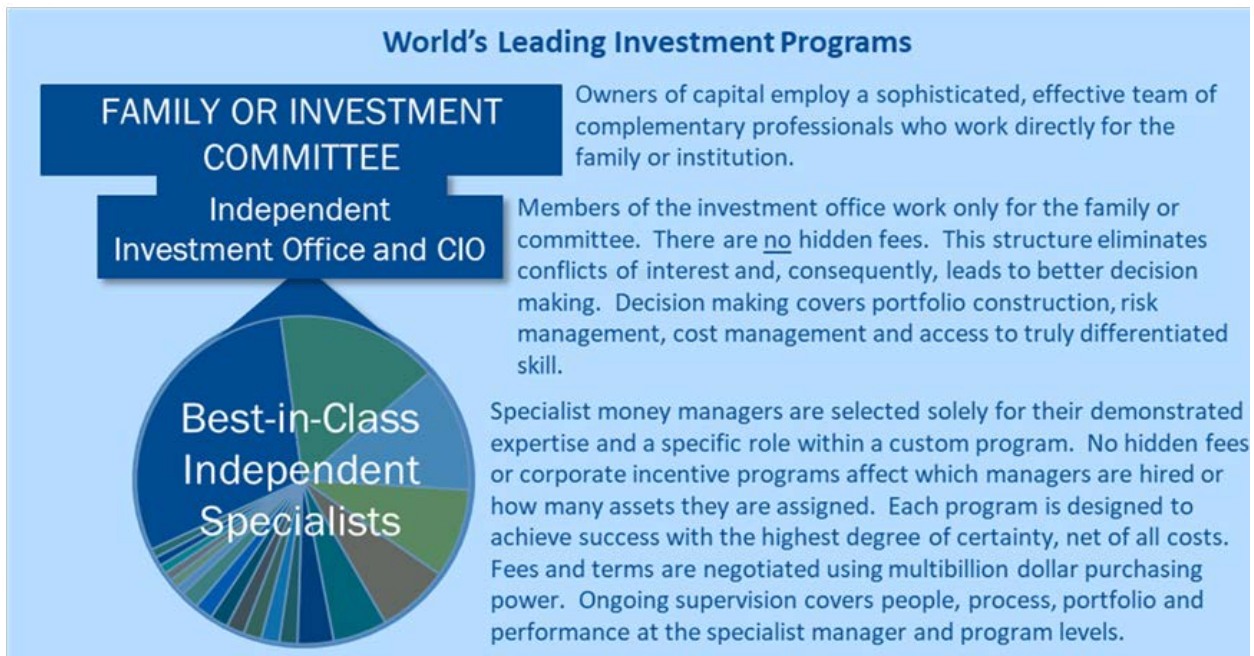 World's Leading Investment Programs
FAMILY OR INVESTMENT
COMMITTEE
Owners of capital employ a sophisticated, effective team of
complementary professionals who work directly for the
family or institution.
Independent
Investment Office and CIO
Members of the investment office work only for the family or
committee. There are no hidden fees. This structure eliminates
conflicts of interest and, consequently, leads to better decision
making. Decision making covers portfolio construction, risk
management, cost management and access to truly differentiated
skill.
Best-in-Class
Independent
Specialists
Specialist money managers are selected solely for their demonstrated
expertise and a specific role within a custom program. No hidden fees
or corporate incentive programs affect which managers are hired or
how many assets they are assigned. Each program is designed to
achieve success with the highest degree of certainty, net of all costs.
Fees and terms are negotiated using multibillion dollar purchasing
power. Ongoing supervision covers people, process, portfolio and
performance at the specialist manager and program levels.